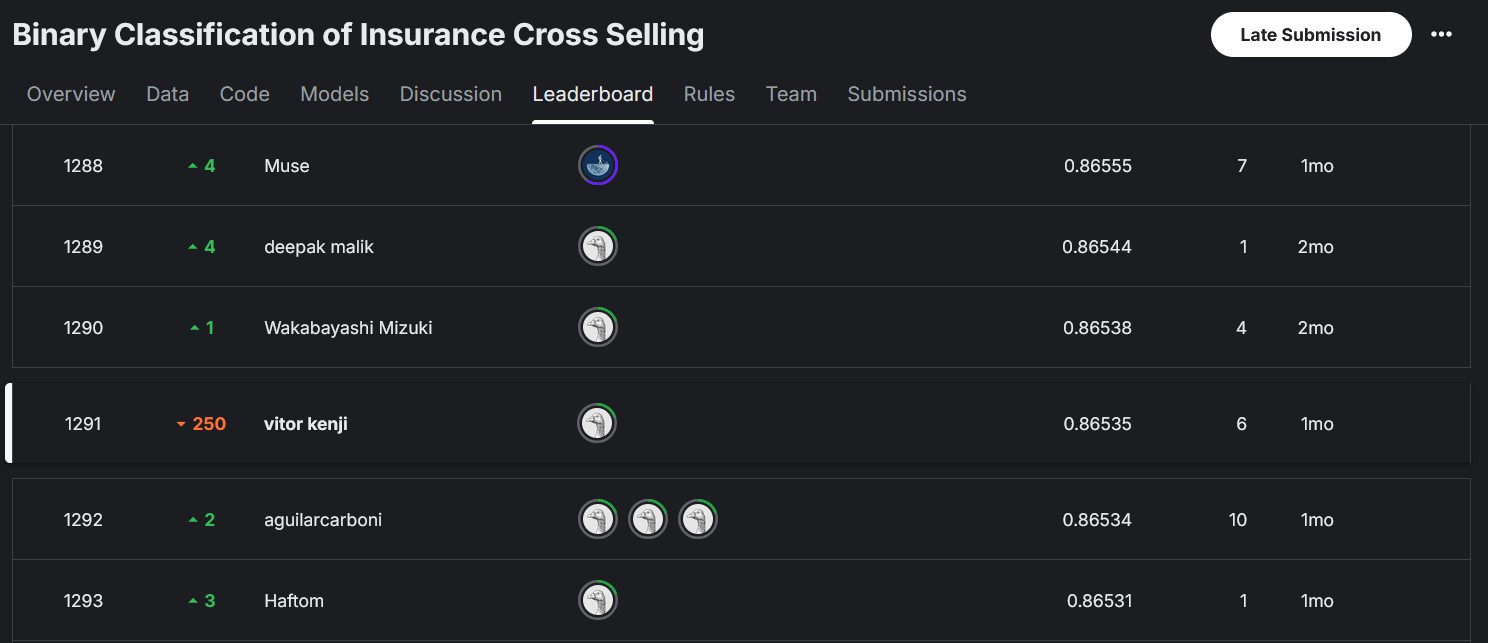 Binary Classification of Insurance Cross Selling Late Submission •••
Overview Data Code Models Discussion Leaderboard Rules Team Submissions
1288 4 Muse 0.86555 7 1mo
1289 4 deepak malik 0.86544 1 2mo
1290 1 Wakabayashi Mizuki 0.86538 4 2mo
1291 250 vitor kenji 0.86535 6 1mo
1292 2 aguilarcarboni 0.86534 10 1mo
1293 3 Haftom 0.86531 1 1mo